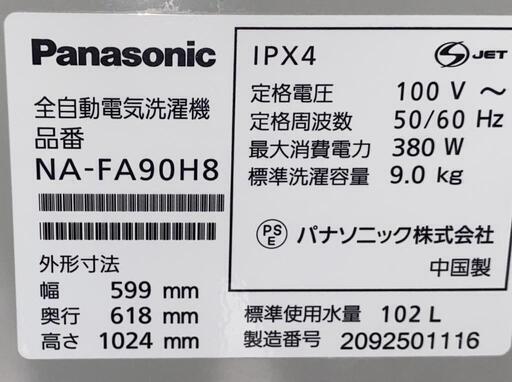 Panasonic
全自動電気洗濯機
品番
NA-FA90H8
外形寸法
幅 599 mm
奥行 618 mm
高さ 1024 mm
IPX4
S JET
定格電圧 100 V ～
定格周波数 50/60 Hz
最大消費電力 380 W
標準洗濯容量 9.0 kg
PS
E
パナソニック株式会社
中国製
標準使用水量 102 L
製造番号 2092501116